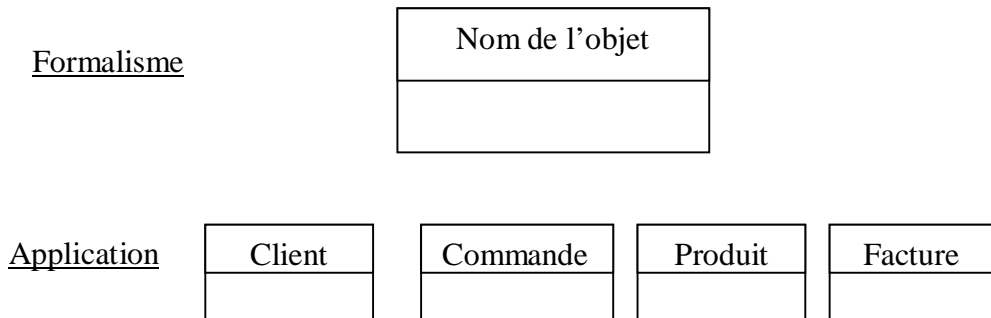 Nom de l’objet
Formalisme
Application
Client
Commande
Produit
Facture